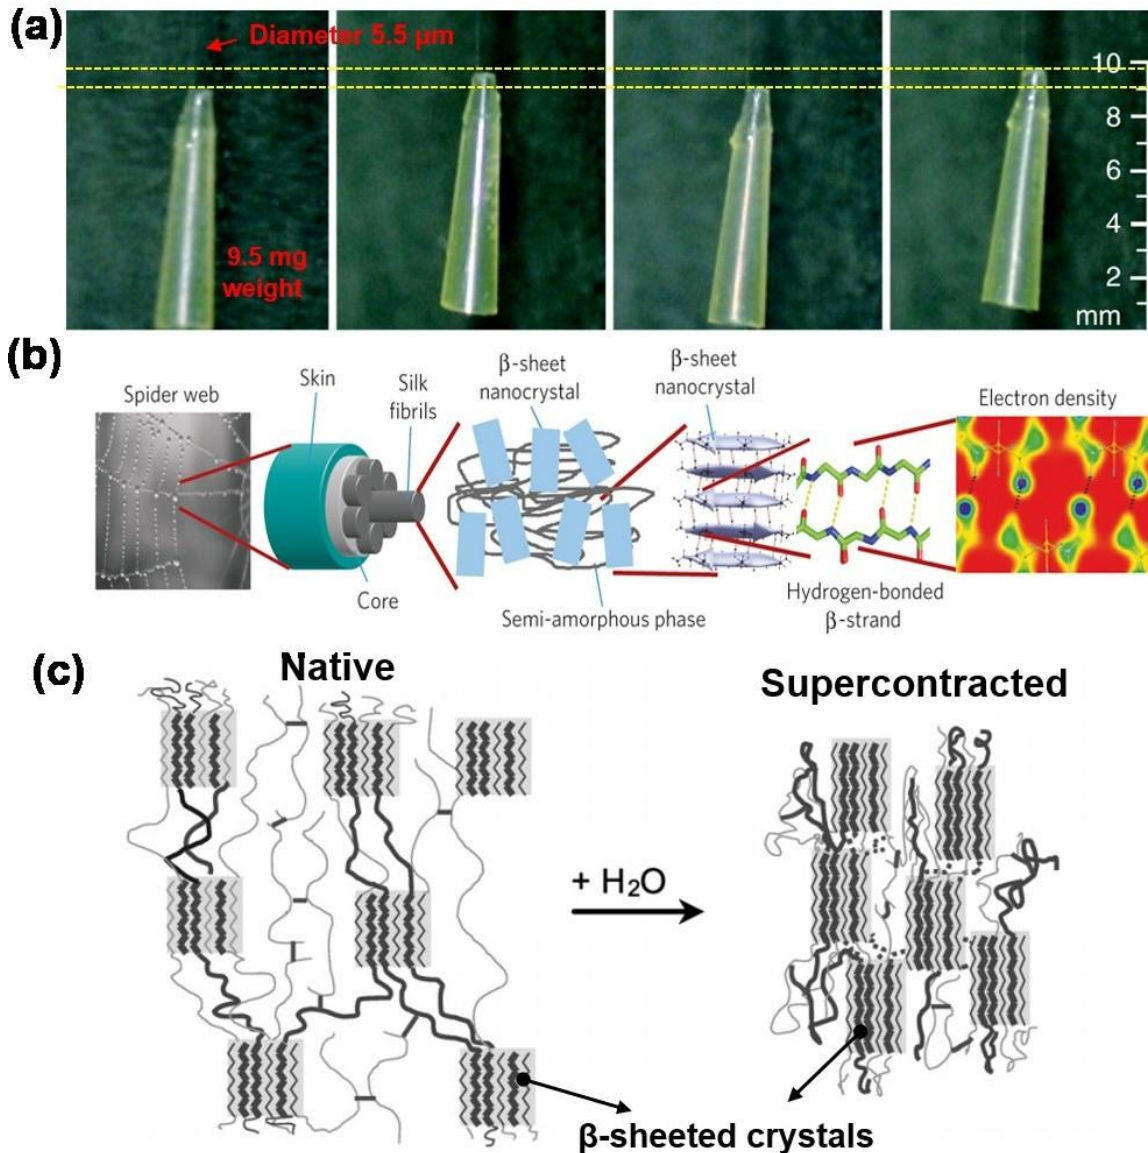 (a)
Diameter 5.5 µm
9.5 mg
weight
10
8
6
4
2
mm
(b)
Spider web
Skin
Silk
fibrils
Core
β-sheet
nanocrystal
Semi-amorphous phase
β-sheet
nanocrystal
Hydrogen-bonded
β-strand
Electron density
(c)
Native
Supercontracted
+ H₂O
β-sheeted crystals